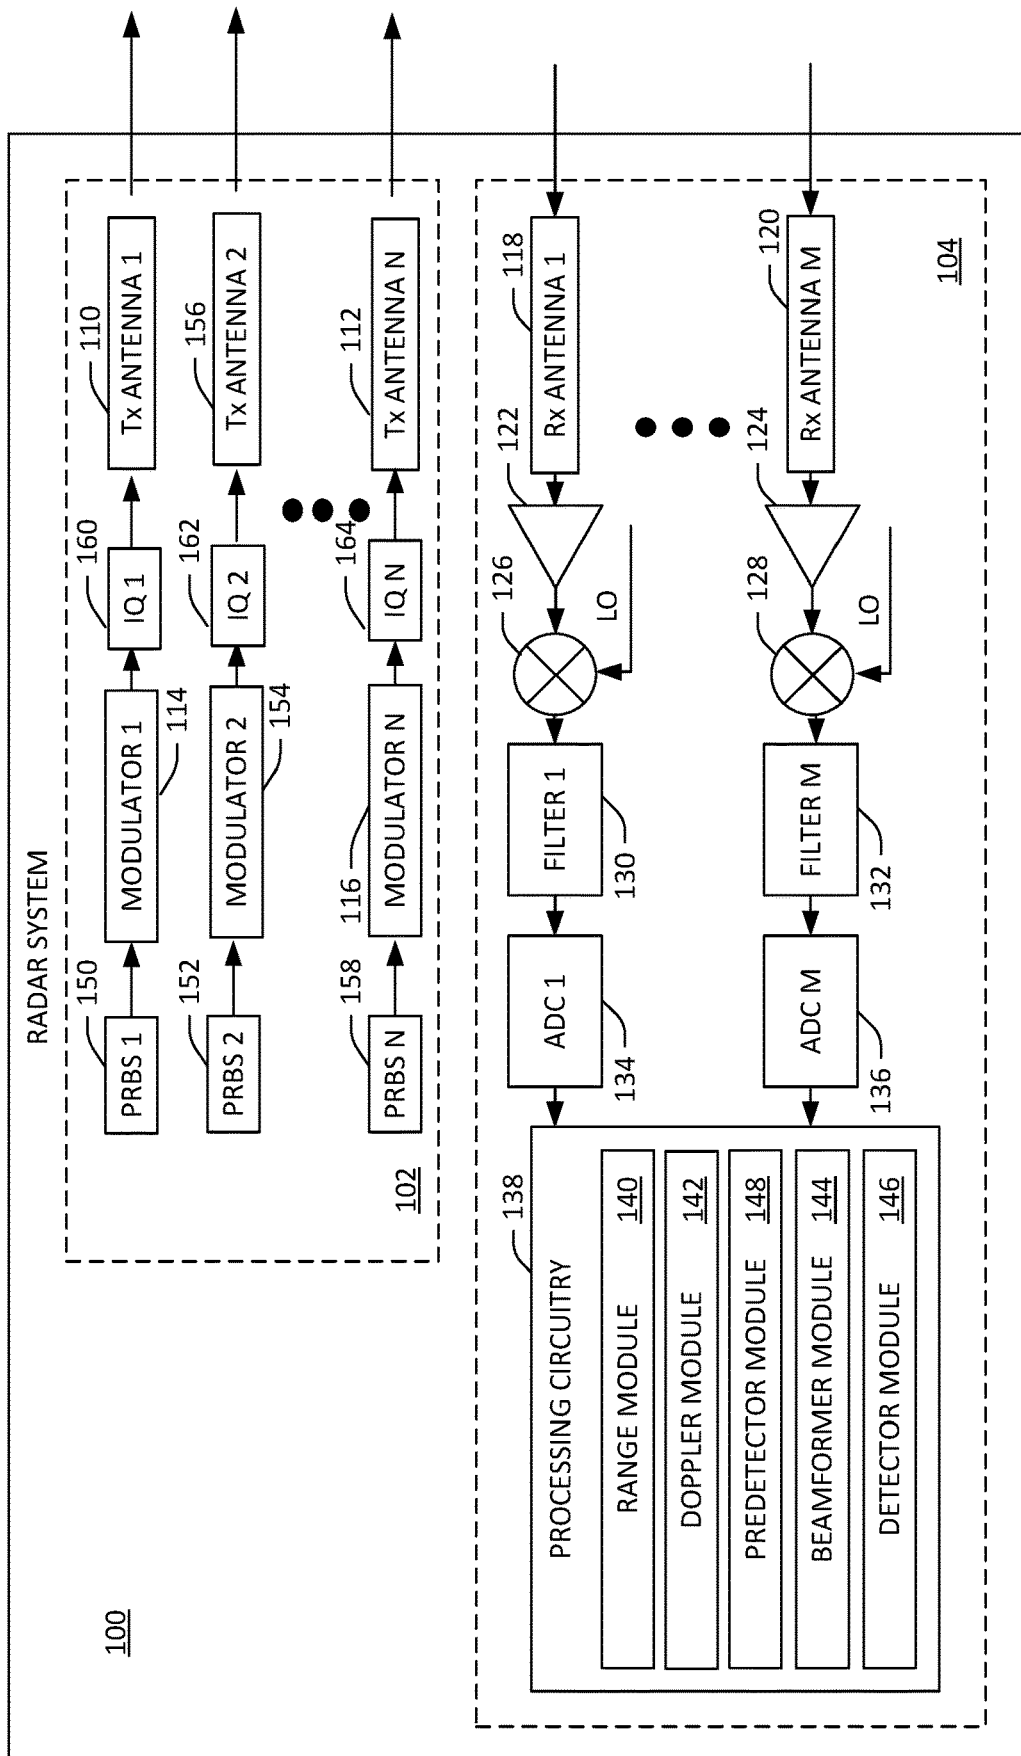 RADAR SYSTEM
100
102
PRBS 1
150
MODULATOR 1
114
IQ 1
160
Tx ANTENNA 1
110
PRBS 2
152
MODULATOR 2
154
IQ 2
162
Tx ANTENNA 2
156
PRBS N
158
MODULATOR N
116
IQ N
164
Tx ANTENNA N
112
104
PROCESSING CIRCUITRY
138
RANGE MODULE 140
DOPPLER MODULE 142
PREDETECTOR MODULE 148
BEAMFORMER MODULE 144
DETECTOR MODULE 146
ADC 1
134
FILTER 1
130
126
LO
122
Rx ANTENNA 1
118
ADC M
136
FILTER M
132
128
LO
124
Rx ANTENNA M
120